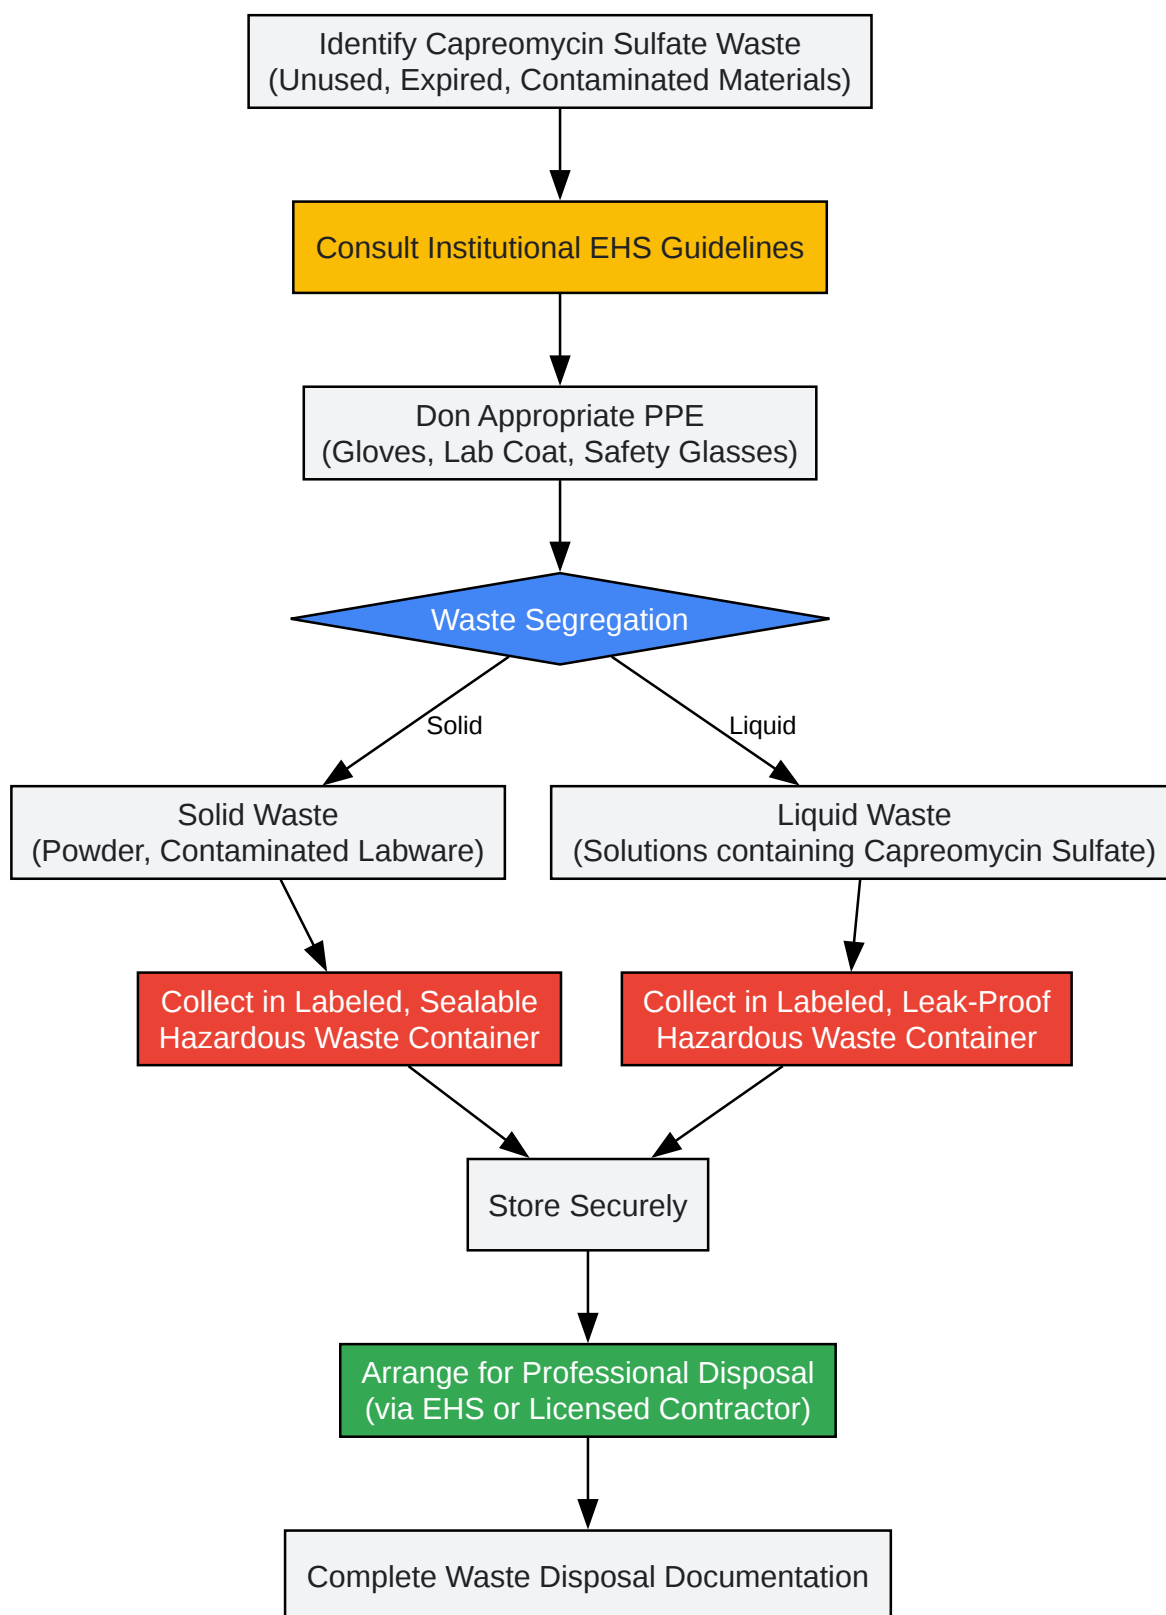 Identify Capreomycin Sulfate Waste
(Unused, Expired, Contaminated Materials)
Consult Institutional EHS Guidelines
Don Appropriate PPE
(Gloves, Lab Coat, Safety Glasses)
Waste Segregation
Solid
Liquid
Solid Waste
(Powder, Contaminated Labware)
Liquid Waste
(Solutions containing Capreomycin Sulfate)
Collect in Labeled, Sealable
Hazardous Waste Container
Collect in Labeled, Leak-Proof
Hazardous Waste Container
Store Securely
Arrange for Professional Disposal
(via EHS or Licensed Contractor)
Complete Waste Disposal Documentation